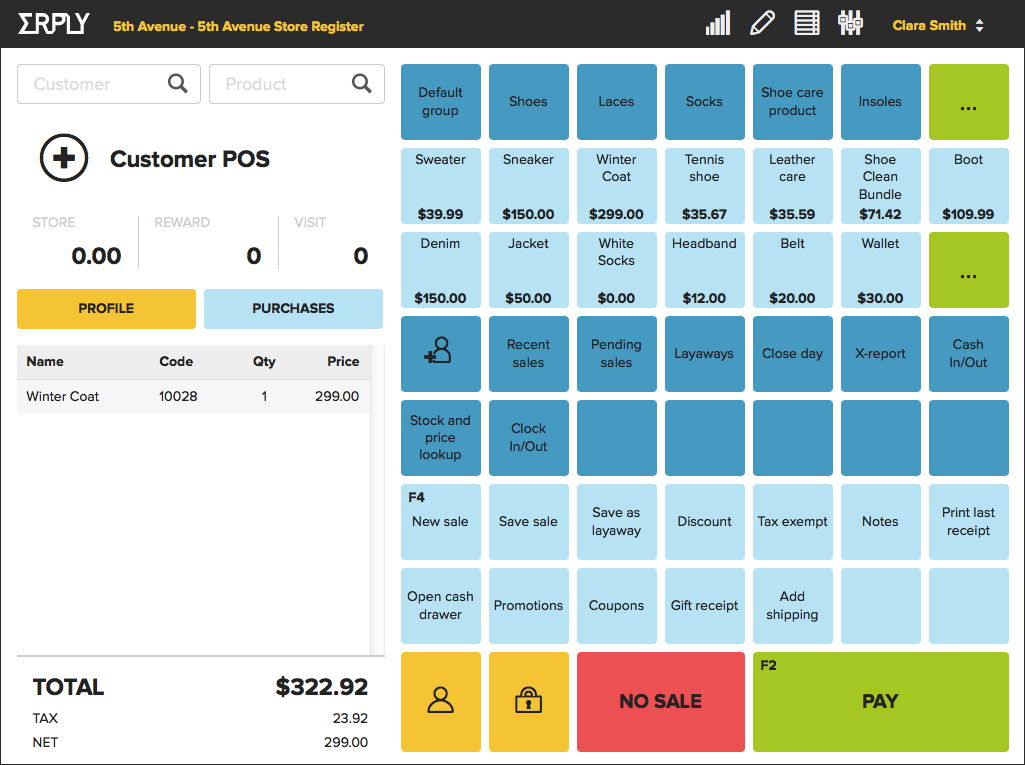 ERPLY
5th Avenue - 5th Avenue Store Register
Clara Smith
Customer
Product
Customer POS
STORE
REWARD
VISIT
0.00
0
0
PROFILE
PURCHASES
Name Code Qty Price
Winter Coat 10028 1 299.00
TOTAL $322.92
TAX 23.92
NET 299.00
Default
group
Shoes
Laces
Socks
Shoe care
product
Insoles
...
Sweater
$39.99
Sneaker
$150.00
Winter
Coat
$299.00
Tennis
shoe
$35.67
Leather
care
$35.59
Shoe
Clean
Bundle
$71.42
Boot
$109.99
Denim
$150.00
Jacket
$50.00
White
Socks
$0.00
Headband
$12.00
Belt
$20.00
Wallet
$30.00
...
Recent
sales
Pending
sales
Layaways
Close day
X-report
Cash
In/Out
Stock and
price
lookup
Clock
In/Out
F4
New sale
Save sale
Save as
layaway
Discount
Tax exempt
Notes
Print last
receipt
Open cash
drawer
Promotions
Coupons
Gift receipt
Add
shipping
NO SALE
F2
PAY